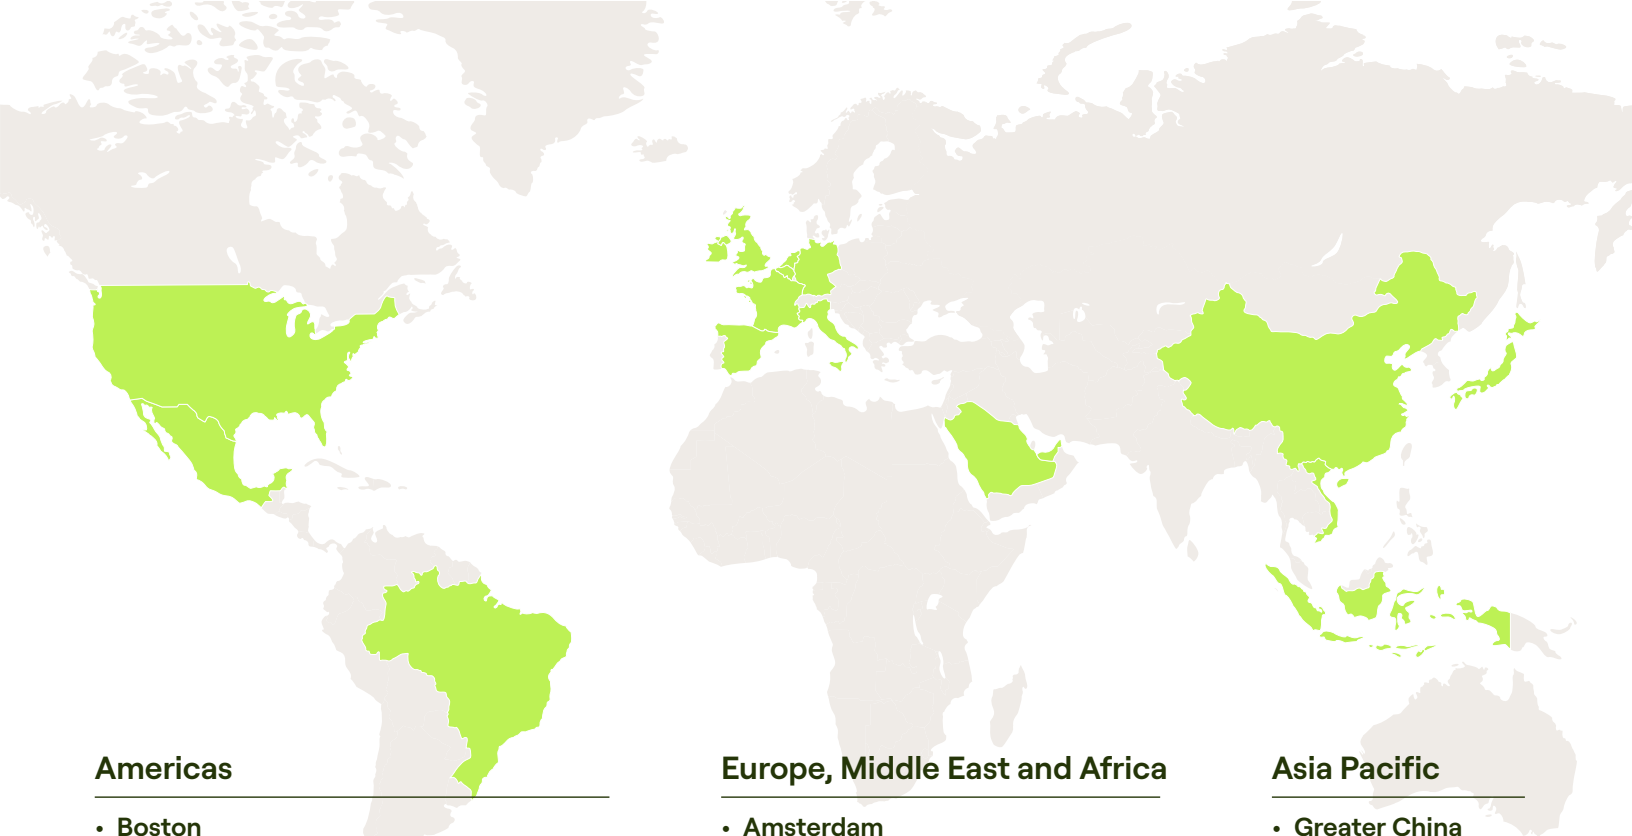 Americas
• Boston
Europe, Middle East and Africa
• Amsterdam
Asia Pacific
• Greater China